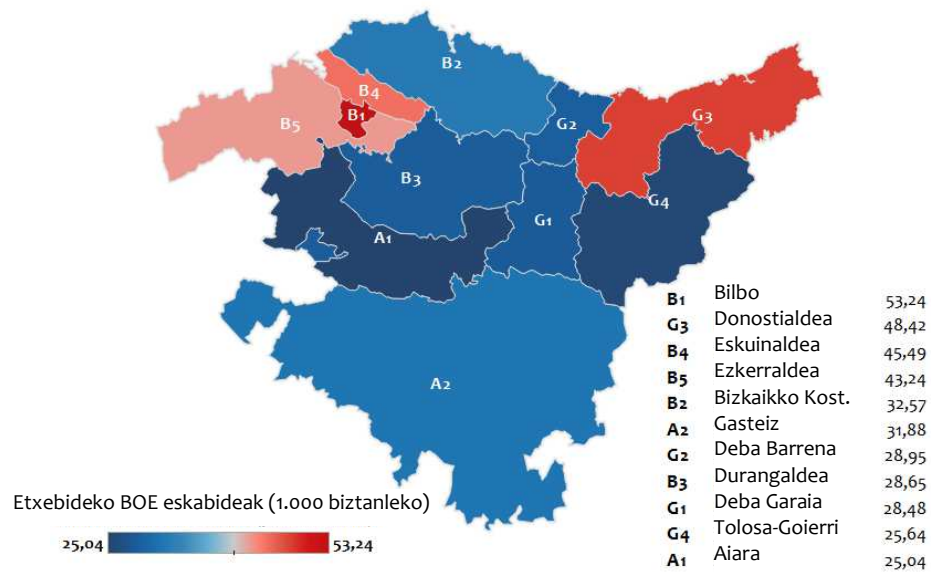 B2
B4
B1
B5
G2
G3
B3
G4
G1
A1
A2
B1 Bilbo 53,24
G3 Donostialdea 48,42
B4 Eskuinaldea 45,49
B5 Ezkerraldea 43,24
B2 Bizkaikko Kost. 32,57
A2 Gasteiz 31,88
G2 Deba Barrena 28,95
B3 Durangaldea 28,65
G1 Deba Garaia 28,48
G4 Tolosa-Goierri 25,64
A1 Aiara 25,04
Etxebideko BOE eskabideak (1.000 biztanleko)
25,04 53,24